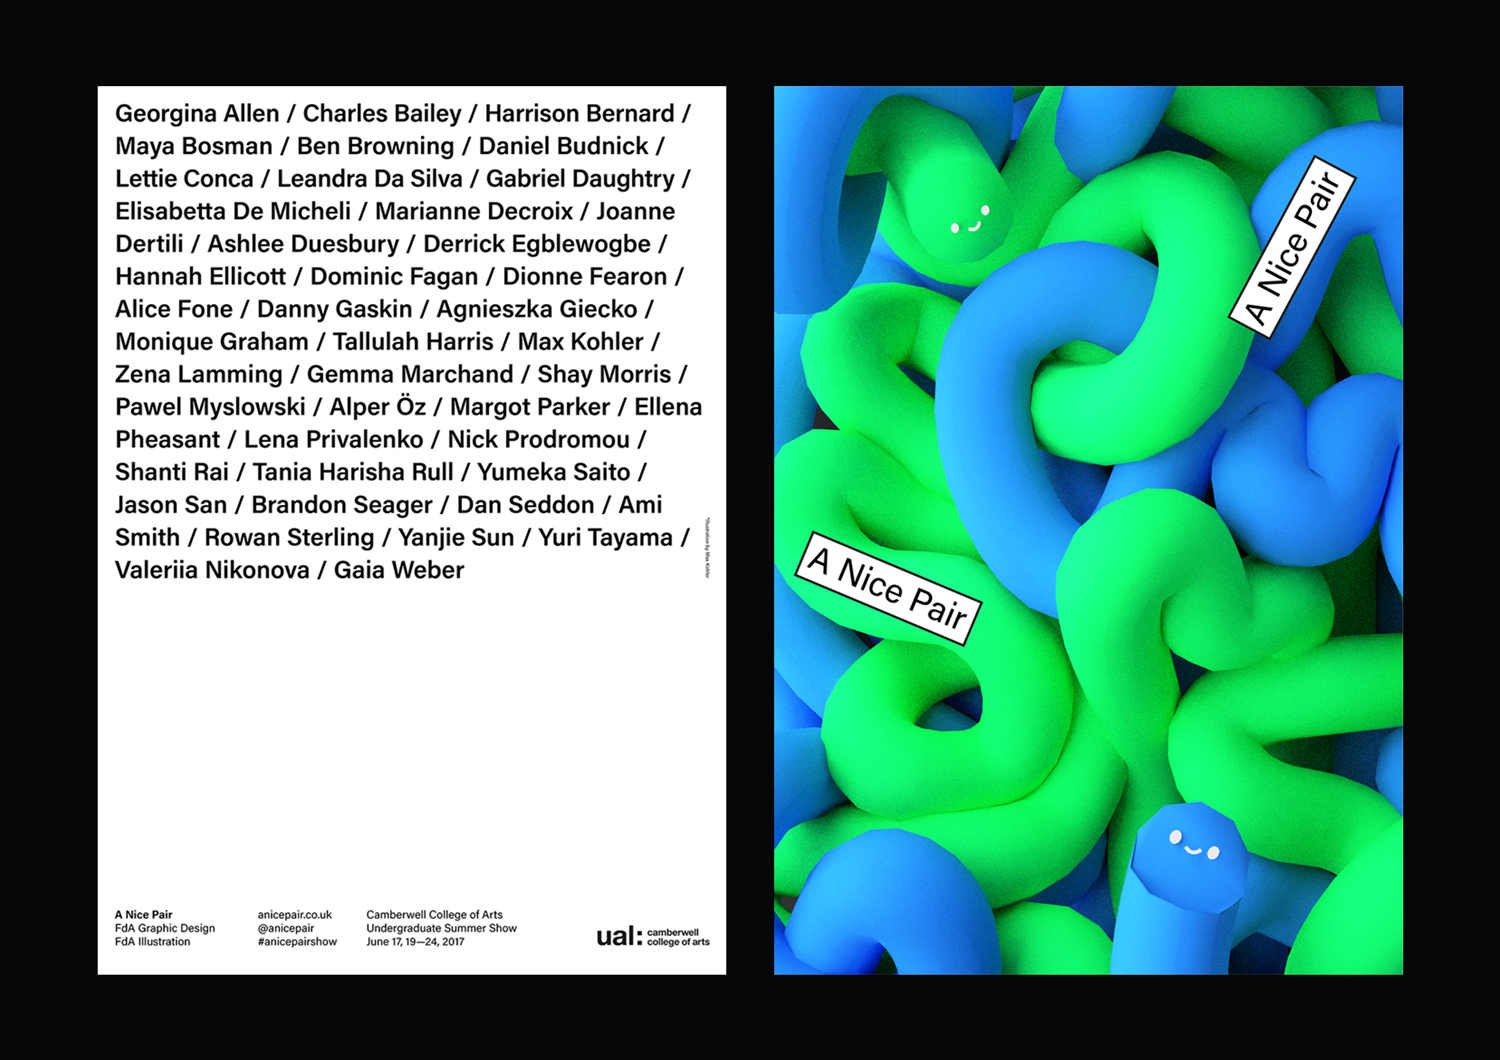 Georgina Allen / Charles Bailey / Harrison Bernard /
Maya Bosman / Ben Browning / Daniel Budnick /
Lettie Conca / Leandra Da Silva / Gabriel Daughtry /
Elisabetta De Micheli / Marianne Decroix / Joanne
Dertili / Ashlee Duesbury / Derrick Egblewogbe /
Hannah Ellicott / Dominic Fagan / Dionne Fearon /
Alice Fone / Danny Gaskin / Agnieszka Giecko /
Monique Graham / Tallulah Harris / Max Kohler /
Zena Lamming / Gemma Marchand / Shay Morris /
Pawel Myslowski / Alper Öz / Margot Parker / Ellena
Pheasant / Lena Privalenko / Nick Prodromou /
Shanti Rai / Tania Harisha Rull / Yumeka Saito /
Jason San / Brandon Seager / Dan Seddon / Ami
Smith / Rowan Sterling / Yanjie Sun / Yuri Tayama /
Valeriia Nikonova / Gaia Weber
*Illustration by Max Kohler
A Nice Pair
FdA Graphic Design
FdA Illustration
anicepair.co.uk
@anicepair
#anicepairshow
Camberwell College of Arts
Undergraduate Summer Show
June 17, 19—24, 2017
ual: camberwell
college of arts
A Nice Pair
A Nice Pair